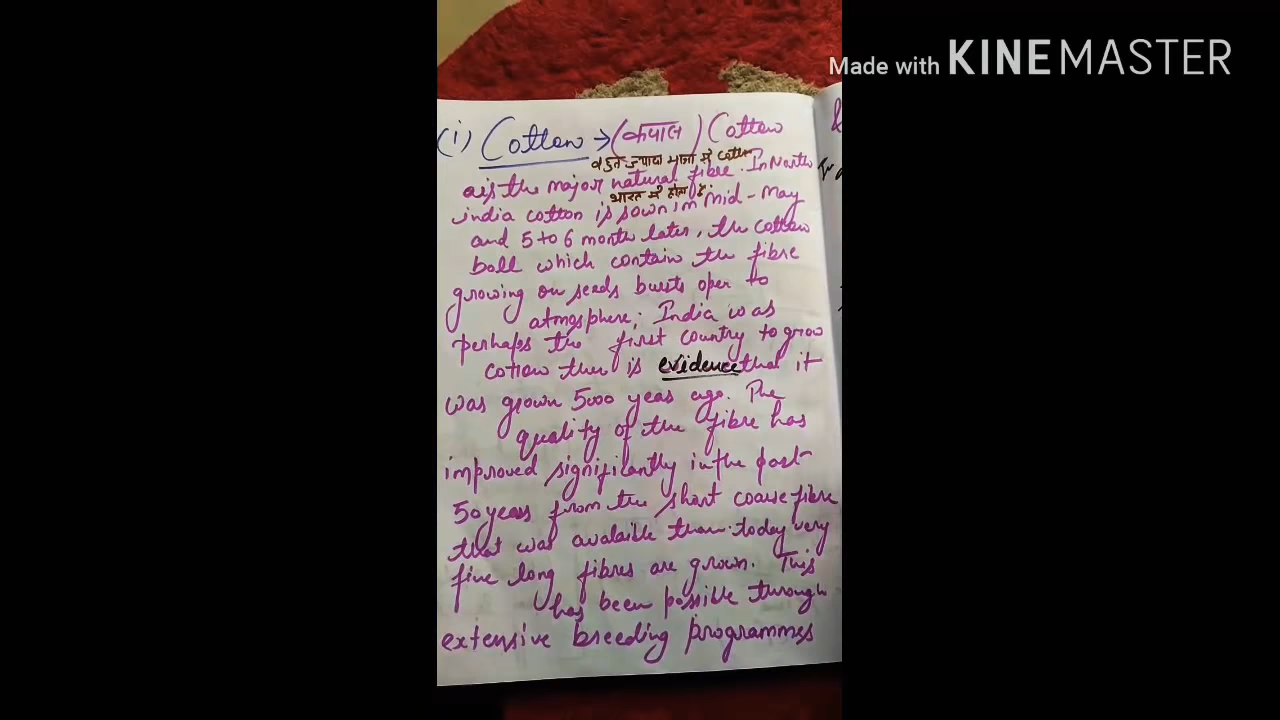 Made with KINEMASTER
(i) Cotton → (कपास) Cotton
बहुत ज्यादा मात्रा में cotton
is the major natural fibre. In North
भारत में होता है.
india cotton is sown in mid-May
and 5 to 6 month later, the cotton
boll which contain the fibre
growing on seeds bursts open to
atmosphere; India was
perhaps the first country to grow
cotton ther is evidence that it
was grown 5000 years ago. The
quality of the fibre has
improved significantly in the past
50 years from the short coarse fibre
that was avalaible then. today very
fine long fibres are grown. This
has been possible through
extensive breeding programmes